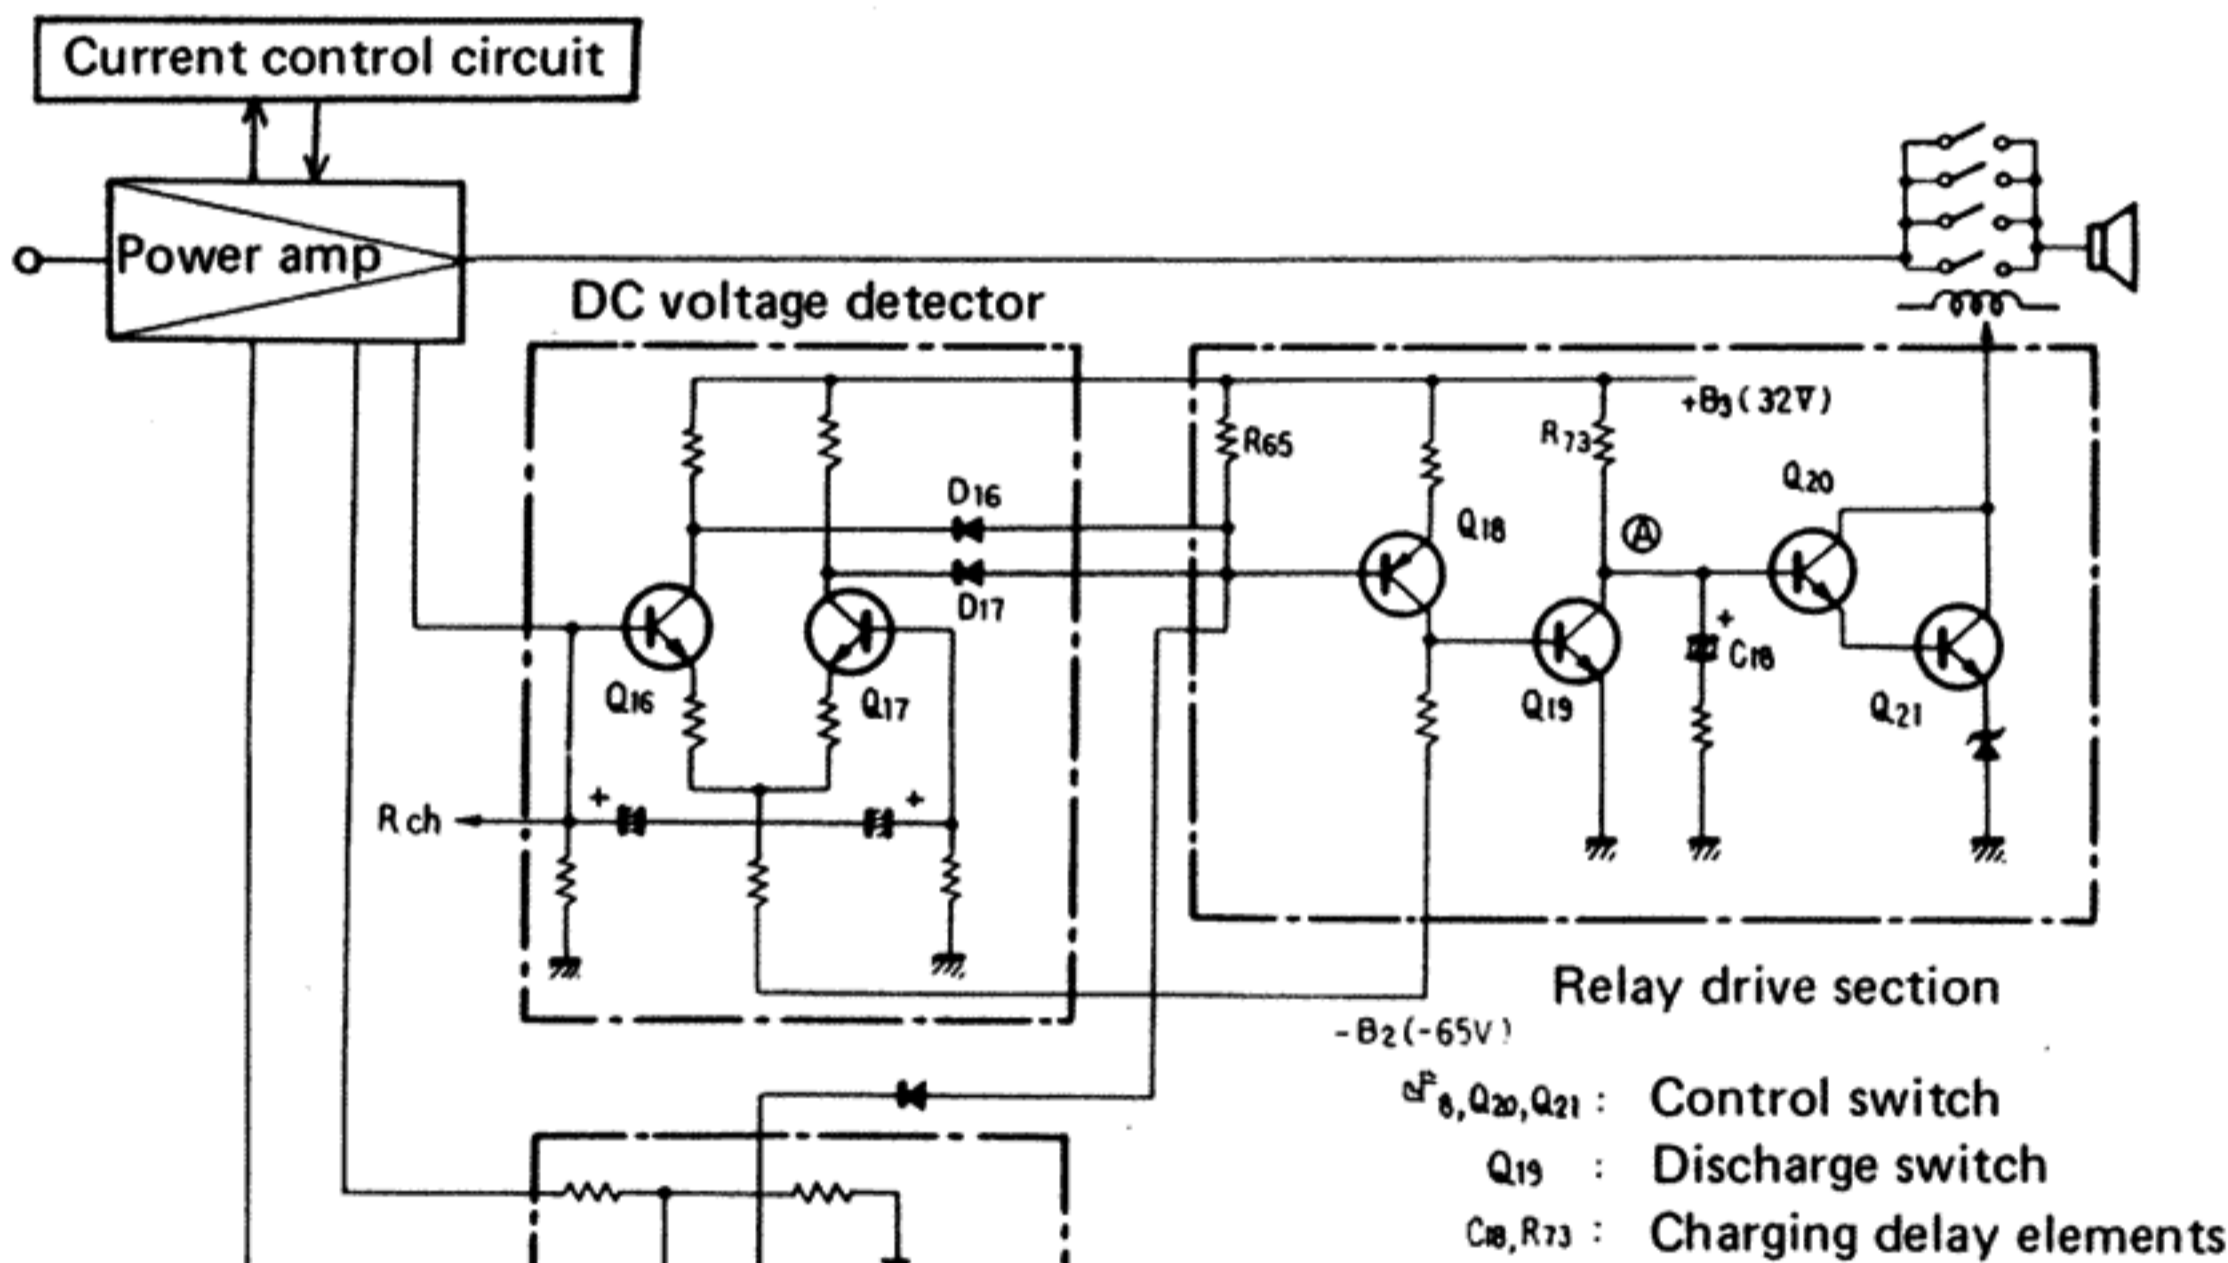 Current control circuit
Power amp
DC voltage detector
+B3 (32V)
R65
R73
D16
Q20
Q18
A
D17
+
C18
Q16
Q17
Q19
Q21
+
+
R ch
Relay drive section
-B2 (-65V)
8, Q20, Q21 : Control switch
Q19 : Discharge switch
C18, R73 : Charging delay elements